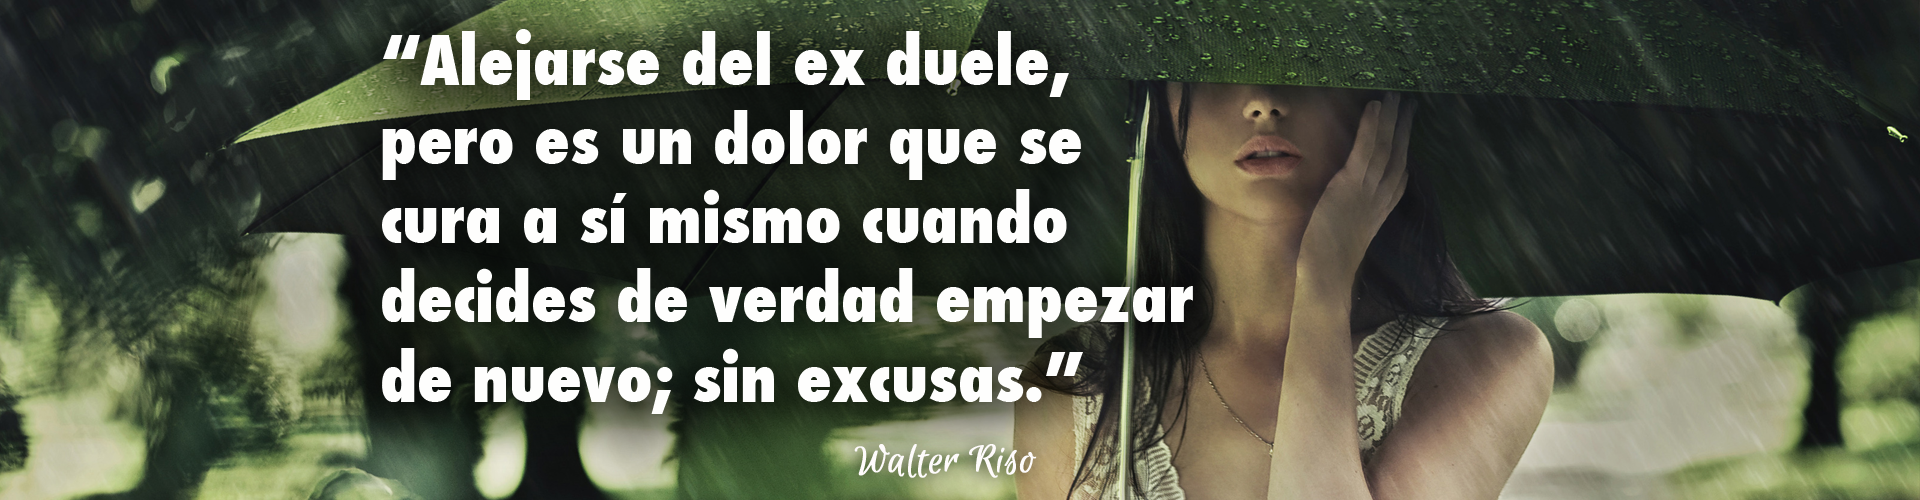 “Alejarse del ex duele,
pero es un dolor que se
cura a sí mismo cuando
decides de verdad empezar
de nuevo; sin excusas.”
Walter Riso